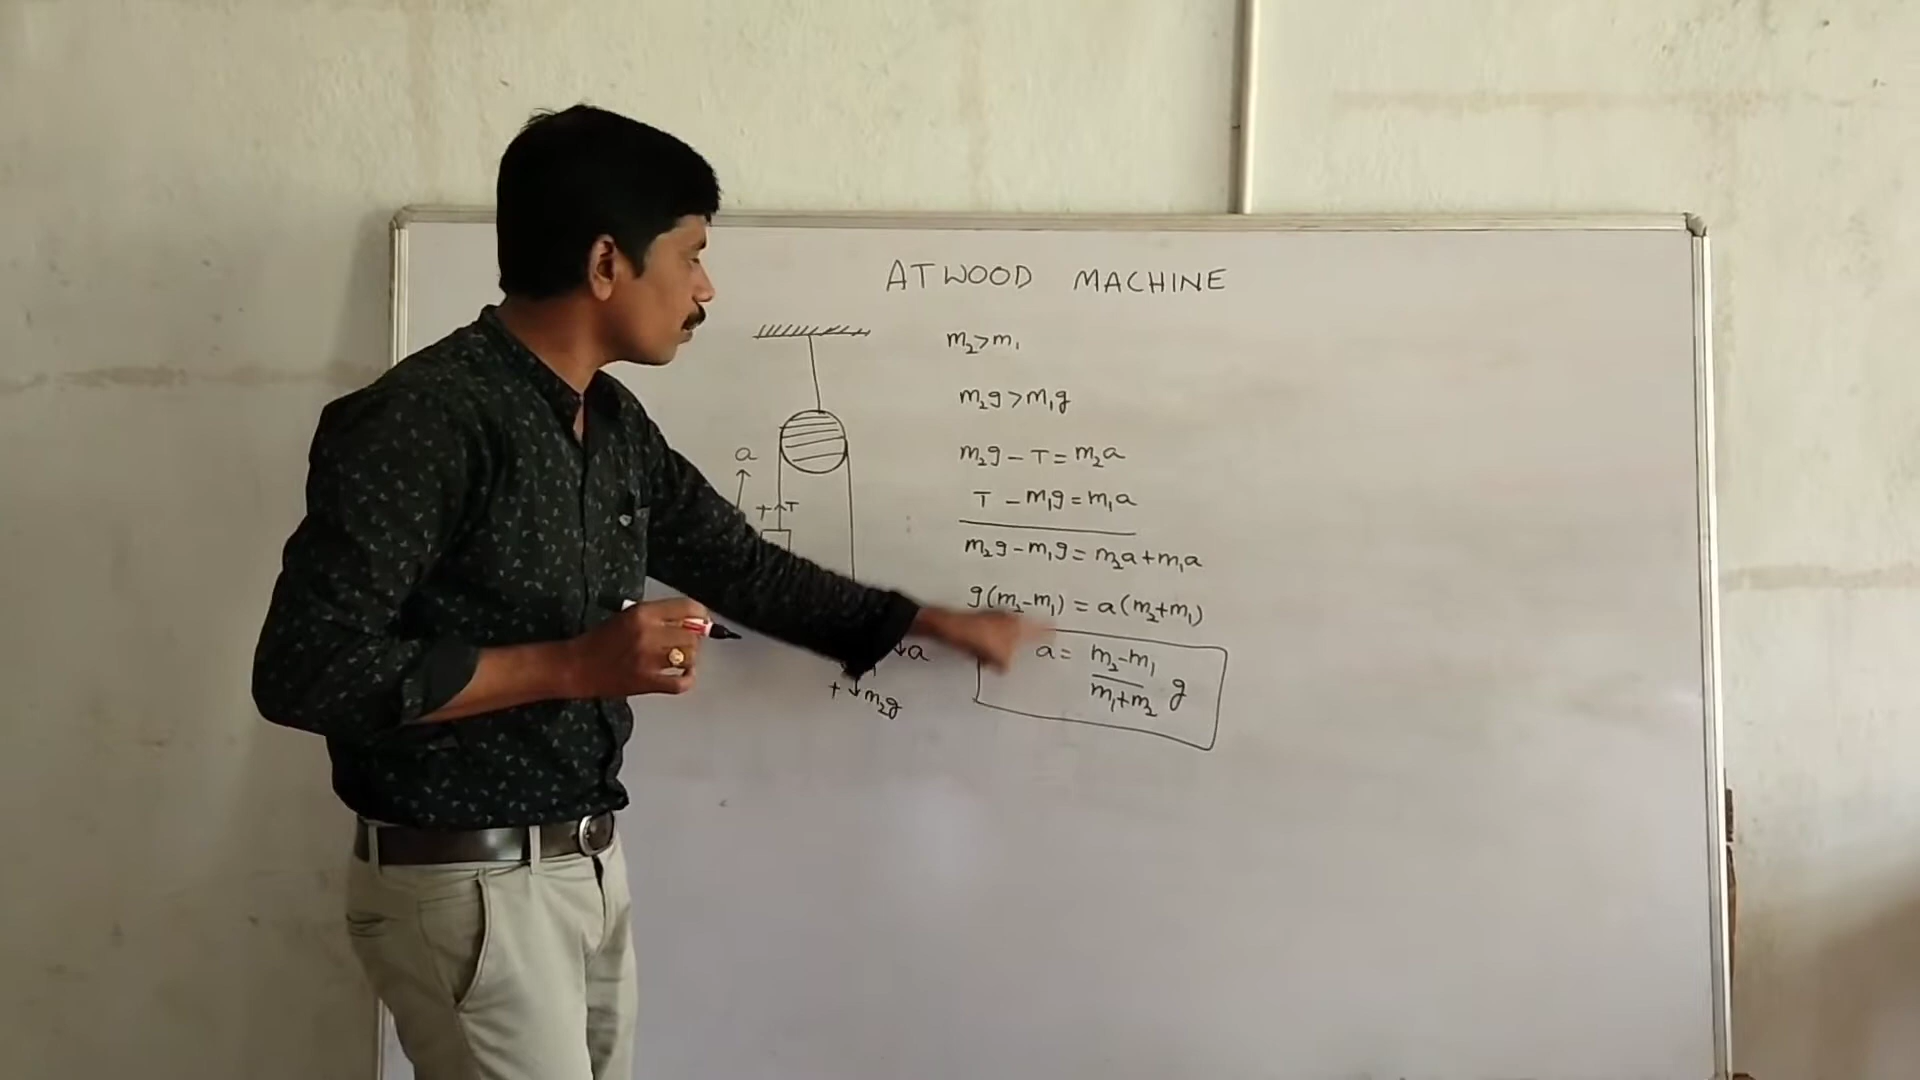 ATWOOD MACHINE
m₂>m₁
m₂g>m₁g
a
m₂g - T = m₂a
+ T
T - m₁g = m₁a
m₂g - m₁g = m₂a + m₁a
g(m₂-m₁) = a(m₂+m₁)
a
a = m₂-m₁ / m₁+m₂ g
+ m₂g